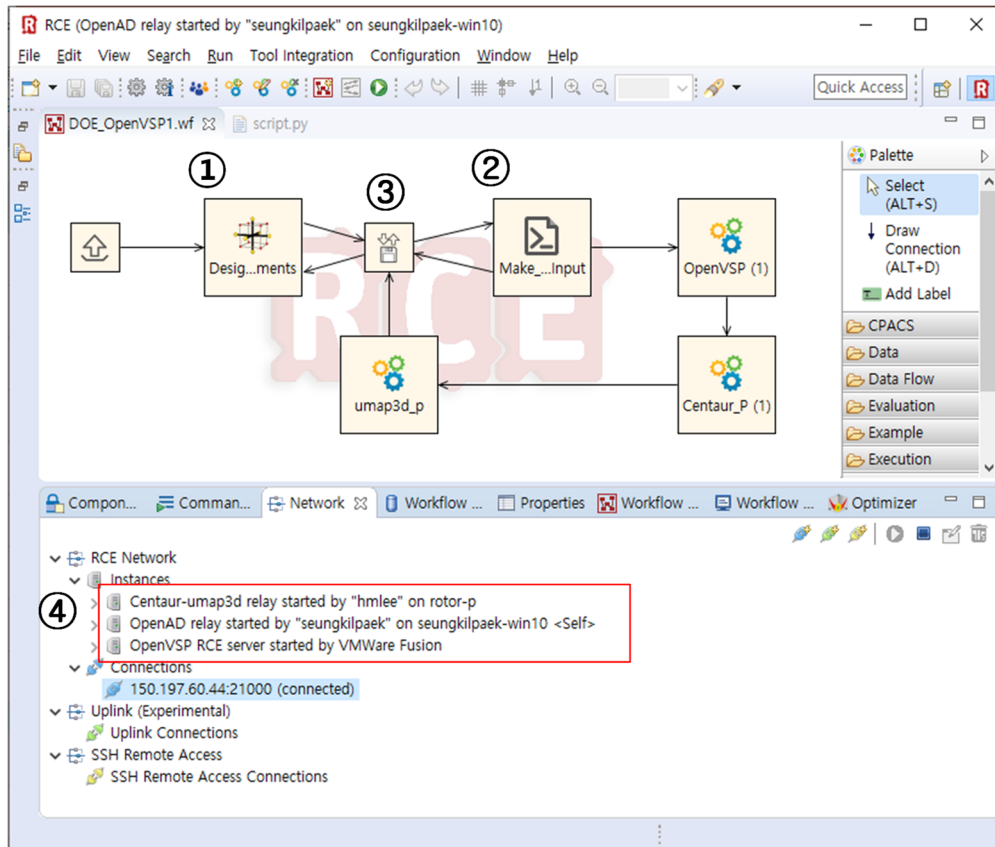 RCE (OpenAD relay started by "seungkilpaek" on seungkilpaek-win10)
File Edit View Search Run Tool Integration Configuration Window Help
Quick Access
DOE_OpenVSP1.wf script.py
Palette
Select
(ALT+S)
Draw
Connection
(ALT+D)
Add Label
CPACS
Data
Data Flow
Evaluation
Example
Execution
① ③ ②
Desig...ments
Make_...Input
OpenVSP (1)
umap3d_p
Centaur_P (1)
RCE
Compon... Comman... Network Workflow ... Properties Workflow ... Workflow ... Optimizer
RCE Network
Instances
④
Centaur-umap3d relay started by "hmlee" on rotor-p
OpenAD relay started by "seungkilpaek" on seungkilpaek-win10 <Self>
OpenVSP RCE server started by VMWare Fusion
Connections
150.197.60.44:21000 (connected)
Uplink (Experimental)
Uplink Connections
SSH Remote Access
SSH Remote Access Connections